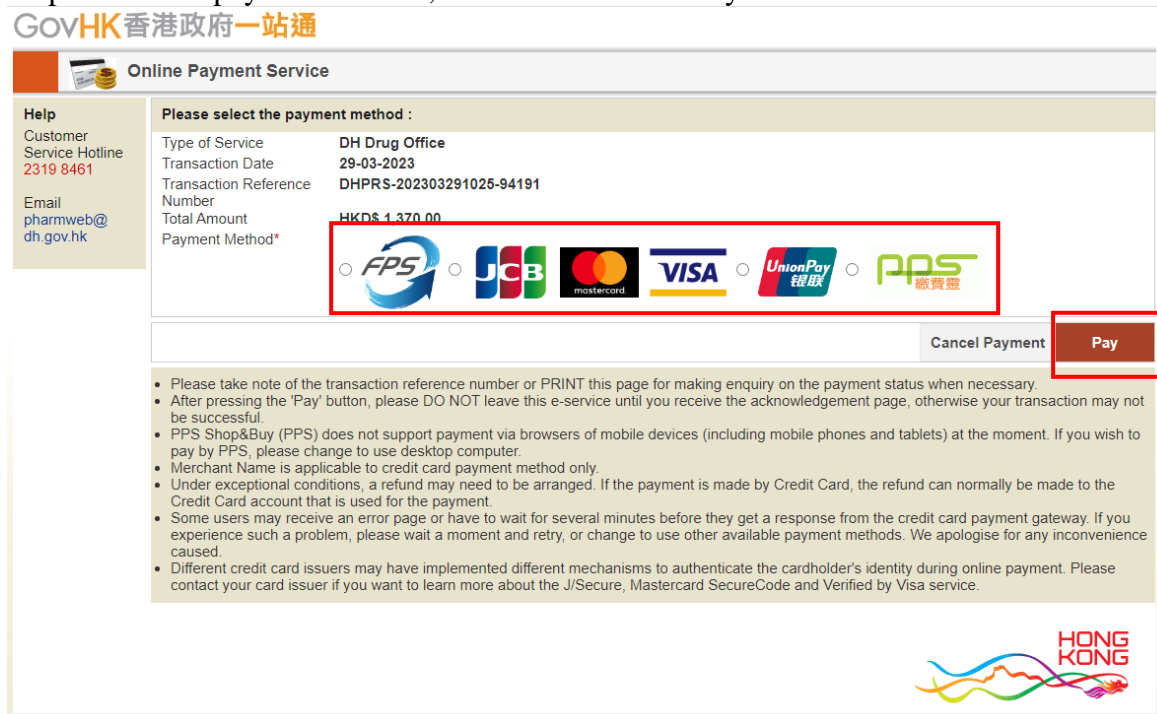 GovHK香港政府一站通
Online Payment Service
Help
Customer
Service Hotline
2319 8461
Email
pharmweb@
dh.gov.hk
Please select the payment method :
Type of Service DH Drug Office
Transaction Date 29-03-2023
Transaction Reference DHPRS-202303291025-94191
Number
Total Amount HKD$ 1,370.00
Payment Method*
FPS JCB mastercard. VISA UnionPay 银联 pps 繳費靈
Cancel Payment Pay
• Please take note of the transaction reference number or PRINT this page for making enquiry on the payment status when necessary.
• After pressing the 'Pay' button, please DO NOT leave this e-service until you receive the acknowledgement page, otherwise your transaction may not
be successful.
• PPS Shop&Buy (PPS) does not support payment via browsers of mobile devices (including mobile phones and tablets) at the moment. If you wish to
pay by PPS, please change to use desktop computer.
• Merchant Name is applicable to credit card payment method only.
• Under exceptional conditions, a refund may need to be arranged. If the payment is made by Credit Card, the refund can normally be made to the
Credit Card account that is used for the payment.
• Some users may receive an error page or have to wait for several minutes before they get a response from the credit card payment gateway. If you
experience such a problem, please wait a moment and retry, or change to use other available payment methods. We apologise for any inconvenience
caused.
• Different credit card issuers may have implemented different mechanisms to authenticate the cardholder's identity during online payment. Please
contact your card issuer if you want to learn more about the J/Secure, Mastercard SecureCode and Verified by Visa service.
HONG
KONG